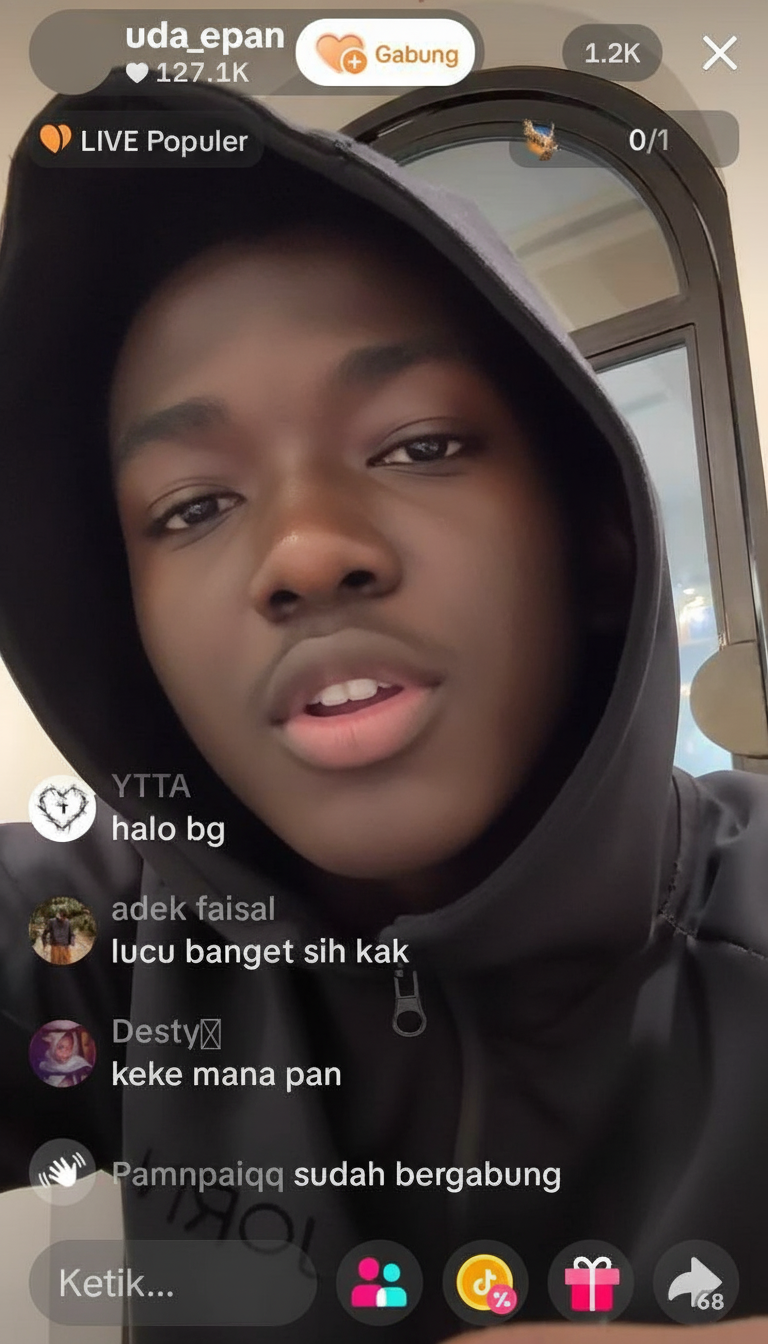 uda_epan
127.1K
Gabung
1.2K
LIVE Populer
0/1
YTTA
halo bg
adek faisal
lucu banget sih kak
Desty
keke mana pan
Pamnpaiqq sudah bergabung
Ketik...
68